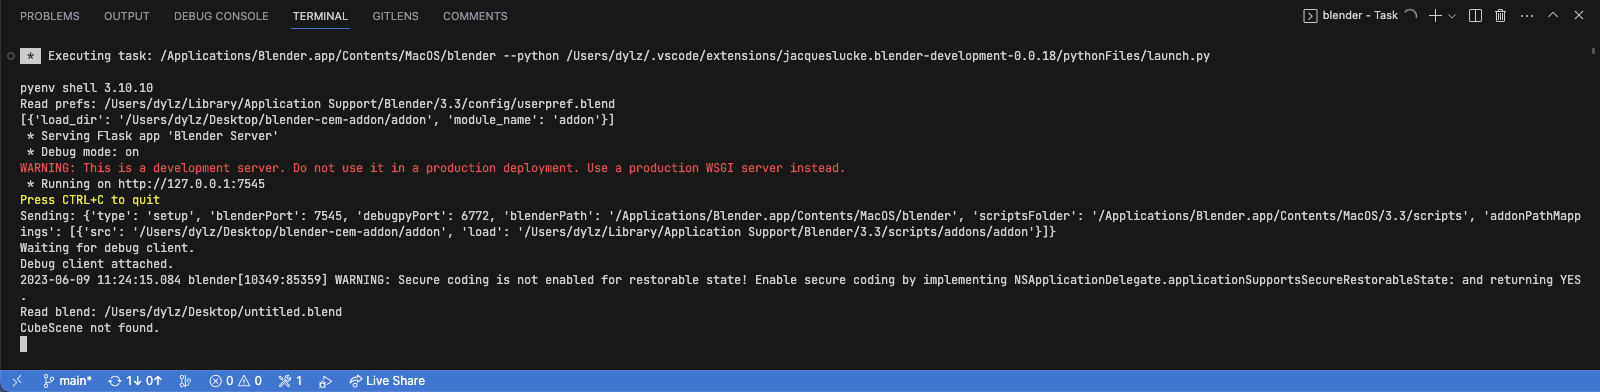 PROBLEMS OUTPUT DEBUG CONSOLE TERMINAL GITLENS COMMENTS blender - Task
* Executing task: /Applications/Blender.app/Contents/MacOS/blender --python /Users/dylz/.vscode/extensions/jacqueslucke.blender-development-0.0.18/pythonFiles/launch.py
pyenv shell 3.10.10
Read prefs: /Users/dylz/Library/Application Support/Blender/3.3/config/userpref.blend
[{'load_dir': '/Users/dylz/Desktop/blender-cem-addon/addon', 'module_name': 'addon'}]
* Serving Flask app 'Blender Server'
* Debug mode: on
WARNING: This is a development server. Do not use it in a production deployment. Use a production WSGI server instead.
* Running on http://127.0.0.1:7545
Press CTRL+C to quit
Sending: {'type': 'setup', 'blenderPort': 7545, 'debugpyPort': 6772, 'blenderPath': '/Applications/Blender.app/Contents/MacOS/blender', 'scriptsFolder': '/Applications/Blender.app/Contents/MacOS/3.3/scripts', 'addonPathMapp
ings': [{'src': '/Users/dylz/Desktop/blender-cem-addon/addon', 'load': '/Users/dylz/Library/Application Support/Blender/3.3/scripts/addons/addon'}]}
Waiting for debug client.
Debug client attached.
2023-06-09 11:24:15.084 blender[10349:85359] WARNING: Secure coding is not enabled for restorable state! Enable secure coding by implementing NSApplicationDelegate.applicationSupportsSecureRestorableState: and returning YES
.
Read blend: /Users/dylz/Desktop/untitled.blend
CubeScene not found.
main* 1↓ 0↑ 0 0 1 Live Share